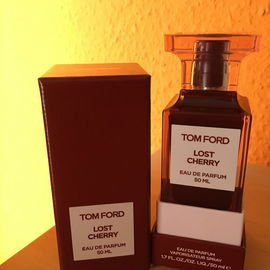 TOM FORD
LOST
CHERRY
EAU DE PARFUM
50 ML
TOM FORD
LOST
CHERRY
EAU DE PARFUM
50 ML
EAU DE PARFUM
VAPORISATEUR SPRAY
1.7 FL.OZ./OZ. LIQ./50 ml ℮